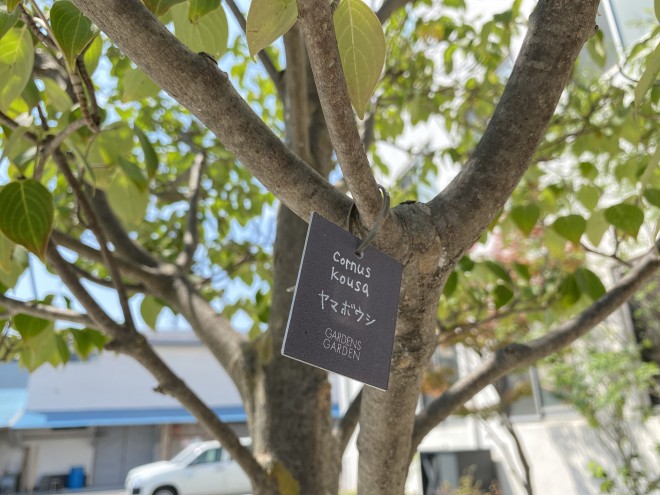 Cornus
kousa
ヤマボウシ
GARDENS
GARDEN